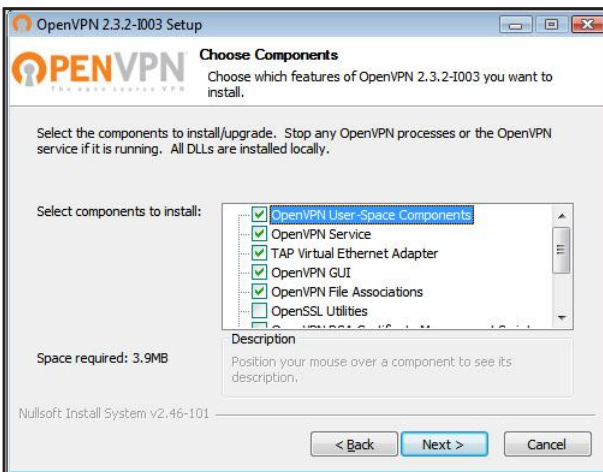 OpenVPN 2.3.2-I003 Setup
OPENVPN
The open source VPN
Choose Components
Choose which features of OpenVPN 2.3.2-I003 you want to
install.
Select the components to install/upgrade. Stop any OpenVPN processes or the OpenVPN
service if it is running. All DLLs are installed locally.
Select components to install:
OpenVPN User-Space Components
OpenVPN Service
TAP Virtual Ethernet Adapter
OpenVPN GUI
OpenVPN File Associations
OpenSSL Utilities
Space required: 3.9MB
Description
Position your mouse over a component to see its
description.
Nullsoft Install System v2.46-101
< Back
Next >
Cancel